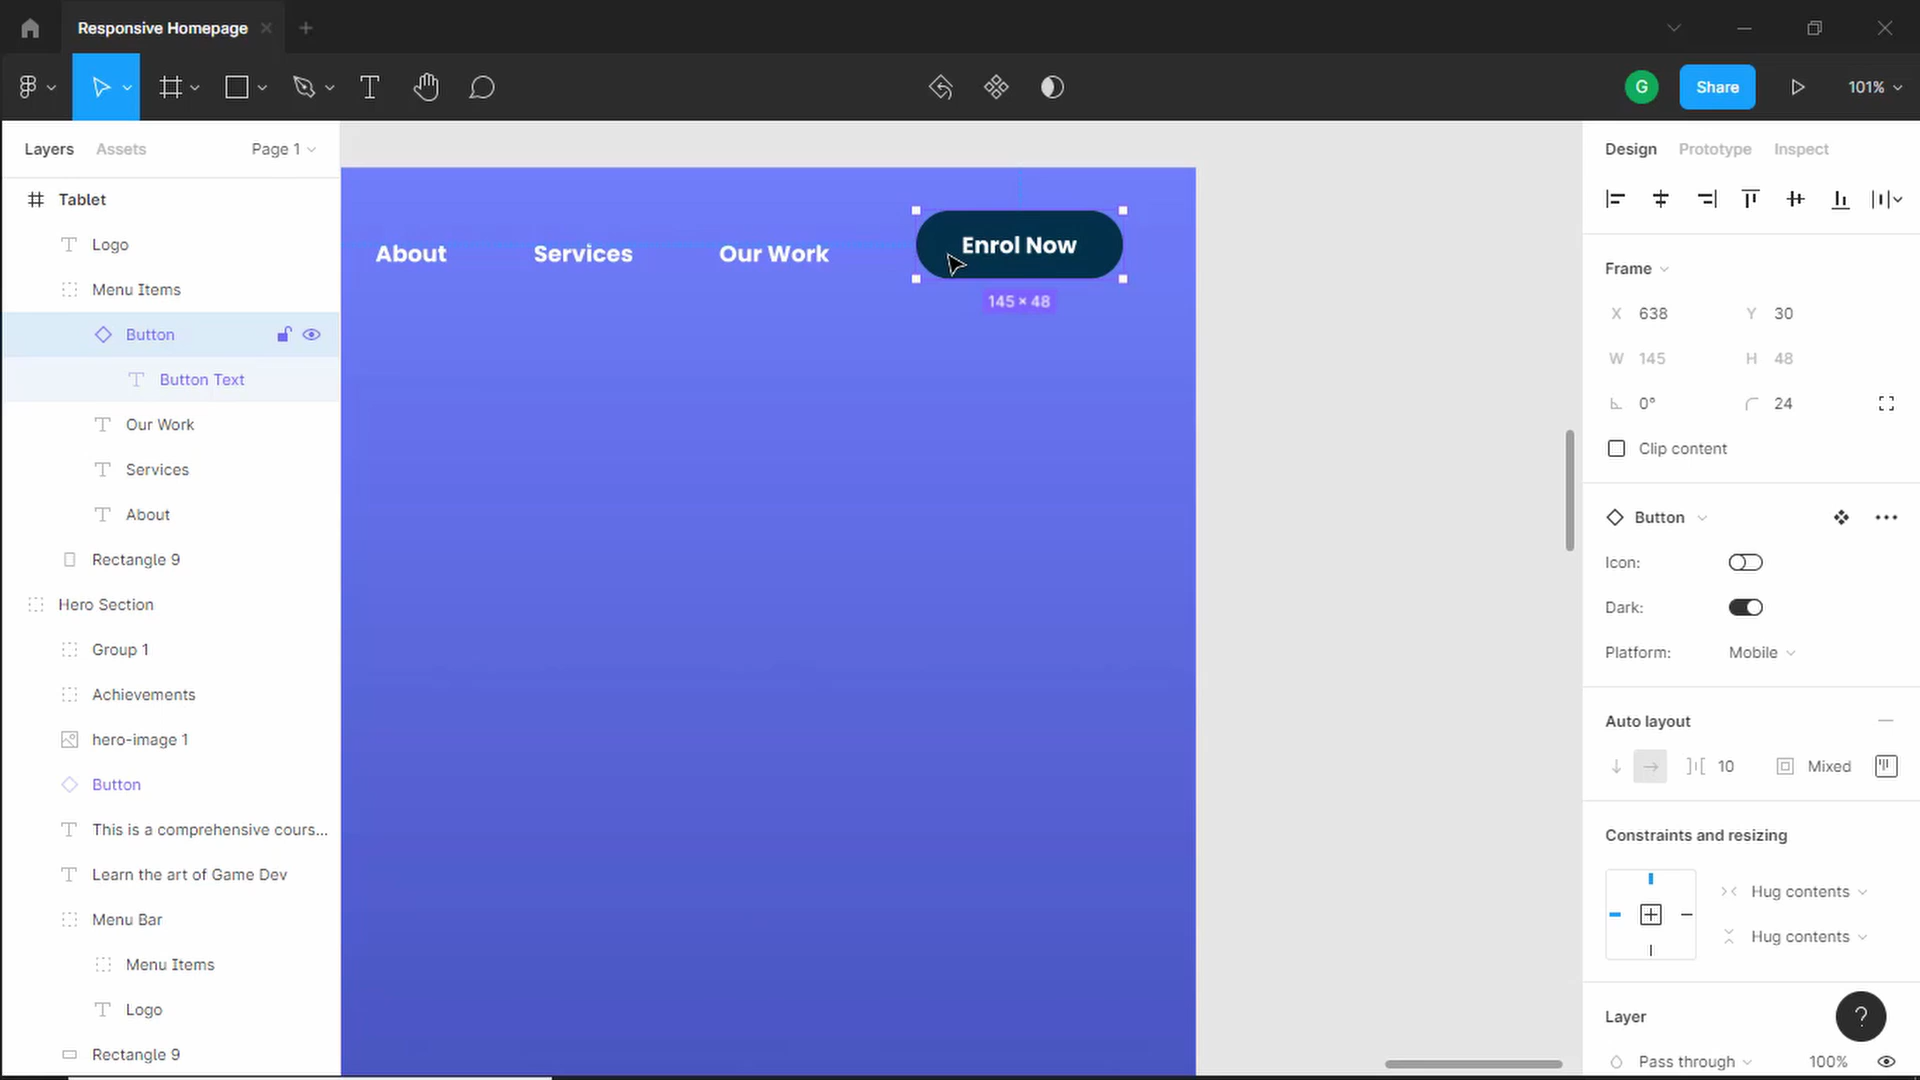 Responsive Homepage
Share
101%
G
Layers
Assets
Page 1
Tablet
Logo
Menu Items
Button
Button Text
Our Work
Services
About
Rectangle 9
Hero Section
Group 1
Achievements
hero-image 1
Button
This is a comprehensive cours...
Learn the art of Game Dev
Menu Bar
Menu Items
Logo
Rectangle 9
About
Services
Our Work
Enrol Now
145 × 48
Design
Prototype
Inspect
Frame
X 638
Y 30
W 145
H 48
0°
24
Clip content
Button
Icon:
Dark:
Platform:
Mobile
Auto layout
10
Mixed
Constraints and resizing
Hug contents
Hug contents
Layer
Pass through
100%
?